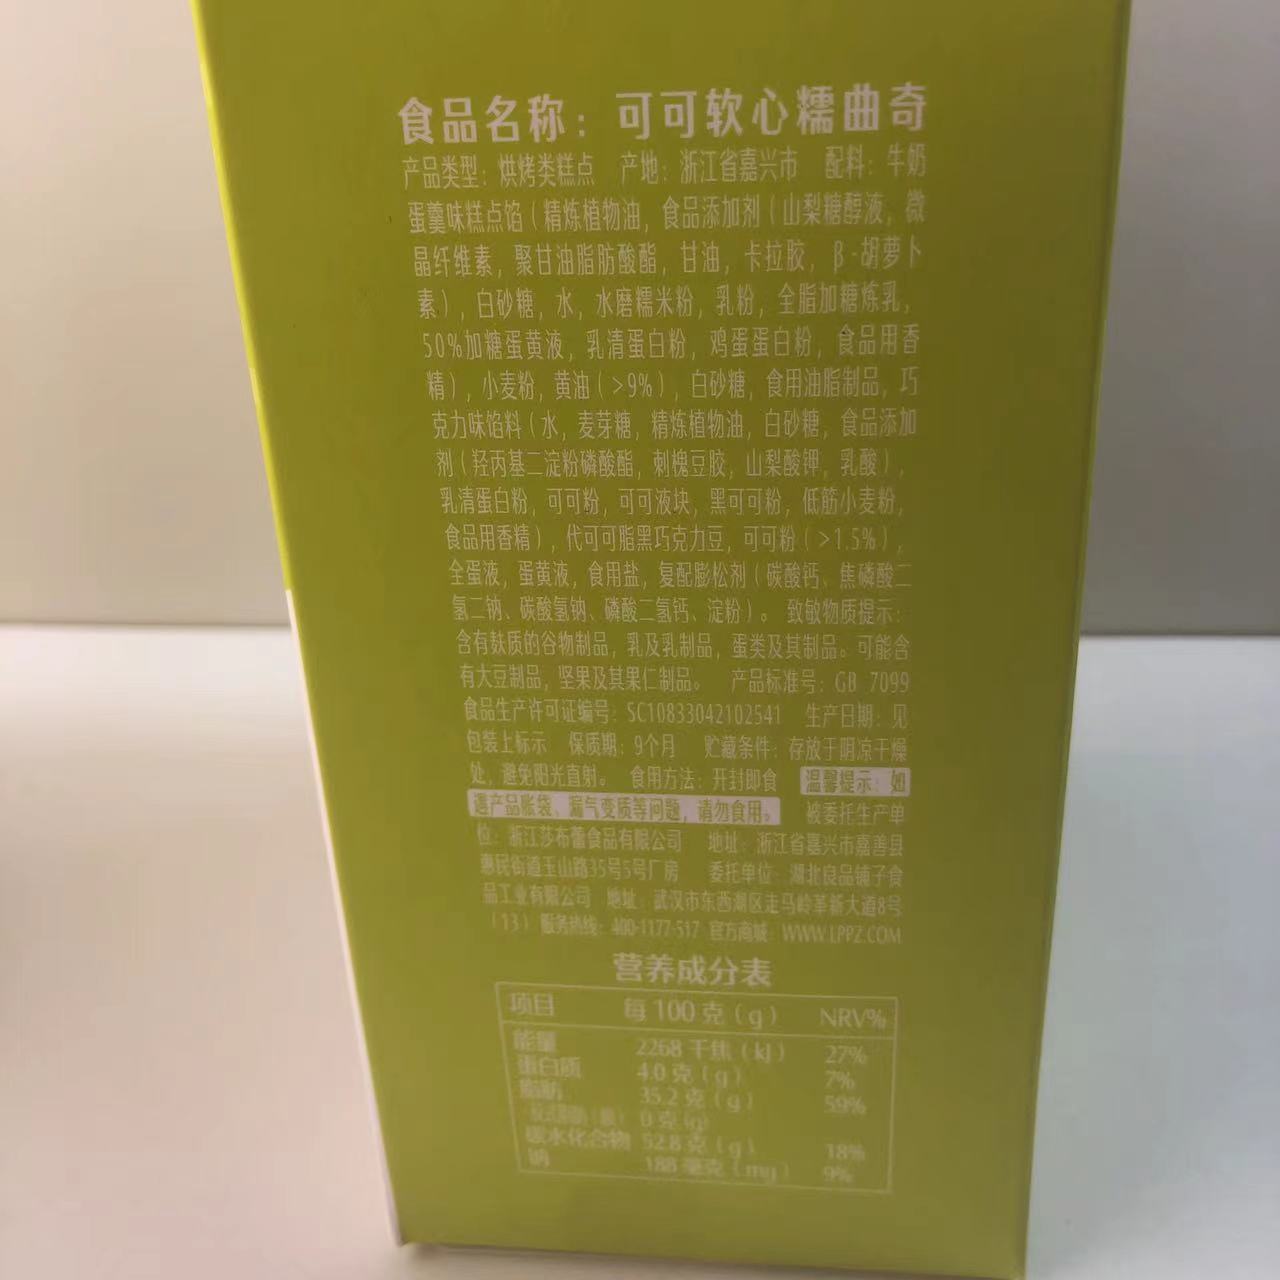 食品名称：可可软心糯曲奇
产品类型：烘烤类糕点 产地：浙江省嘉兴市 配料：牛奶
蛋羹味糕点馅（精炼植物油，食品添加剂（山梨糖醇液，微
晶纤维素，聚甘油脂肪酸酯，甘油，卡拉胶，β-胡萝卜
素），白砂糖，水，水磨糯米粉，乳粉，全脂加糖炼乳，
50%加糖蛋黄液，乳清蛋白粉，鸡蛋蛋白粉，食品用香
精），小麦粉，黄油（>9%），白砂糖，食用油脂制品，巧
克力味馅料（水，麦芽糖，精炼植物油，白砂糖，食品添加
剂（羟丙基二淀粉磷酸酯，刺槐豆胶，山梨酸钾，乳酸），
乳清蛋白粉，可可粉，可可液块，黑可可粉，低筋小麦粉，
食品用香精），代可可脂黑巧克力豆，可可粉（>1.5%），
全蛋液，蛋黄液，食用盐，复配膨松剂（碳酸钙、焦磷酸二
氢二钠、碳酸氢钠、磷酸二氢钙、淀粉）。致敏物质提示：
含有麸质的谷物制品，乳及乳制品，蛋类及其制品。可能含
有大豆制品，坚果及其果仁制品。 产品标准号：GB 7099
食品生产许可证编号：SC10833042102541 生产日期：见
包装上标示 保质期：9个月 贮藏条件：存放于阴凉干燥
处，避免阳光直射。 食用方法：开封即食 温馨提示：如
遇产品胀袋、漏气变质等问题，请勿食用。 被委托生产单
位：浙江莎布蕾食品有限公司 地址：浙江省嘉兴市嘉善县
惠民街道玉山路35号5号厂房 委托单位：湖北良品铺子食
品工业有限公司 地址：武汉市东西湖区走马岭革新大道8号
（13） 服务热线：400-1177-517 官方商城：WWW.LPPZ.COM
营养成分表
项目 每100克（g） NRV%
能量 2268千焦（kJ） 27%
蛋白质 4.0克（g） 7%
脂肪 35.2克（g） 59%
反式脂肪（酸） 0克（g）
碳水化合物 52.8克（g） 18%
钠 188毫克（mg） 9%